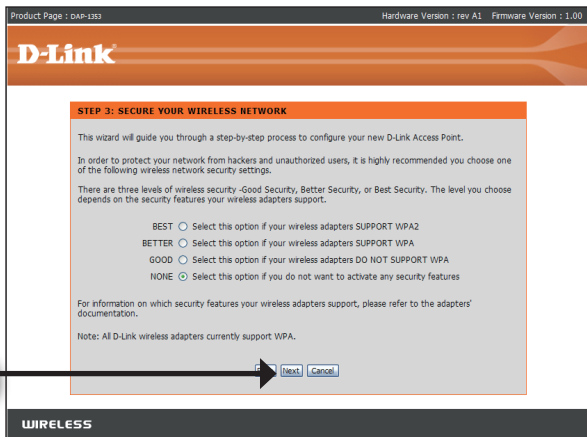 Product Page : DAP-1353
Hardware Version : rev A1 Firmware Version : 1.00
D-Link
STEP 3: SECURE YOUR WIRELESS NETWORK
This wizard will guide you through a step-by-step process to configure your new D-Link Access Point.
In order to protect your network from hackers and unauthorized users, it is highly recommended you choose one
of the following wireless network security settings.
There are three levels of wireless security -Good Security, Better Security, or Best Security. The level you choose
depends on the security features your wireless adapters support.
BEST Select this option if your wireless adapters SUPPORT WPA2
BETTER Select this option if your wireless adapters SUPPORT WPA
GOOD Select this option if your wireless adapters DO NOT SUPPORT WPA
NONE Select this option if you do not want to activate any security features
For information on which security features your wireless adapters support, please refer to the adapters'
documentation.
Note: All D-Link wireless adapters currently support WPA.
Next Cancel
WIRELESS